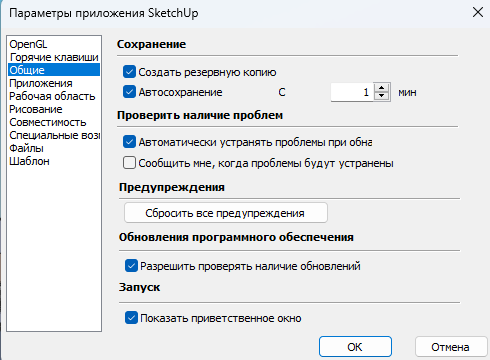 Параметры приложения SketchUp
OpenGL
Горячие клавиши
Общие
Приложения
Рабочая область
Рисование
Совместимость
Специальные воз
Файлы
Шаблон
Сохранение
Создать резервную копию
Автосохранение С 1 мин
Проверить наличие проблем
Автоматически устранять проблемы при обна
Сообщить мне, когда проблемы будут устранены
Предупреждения
Сбросить все предупреждения
Обновления программного обеспечения
Разрешить проверять наличие обновлений
Запуск
Показать приветственное окно
OK Отмена